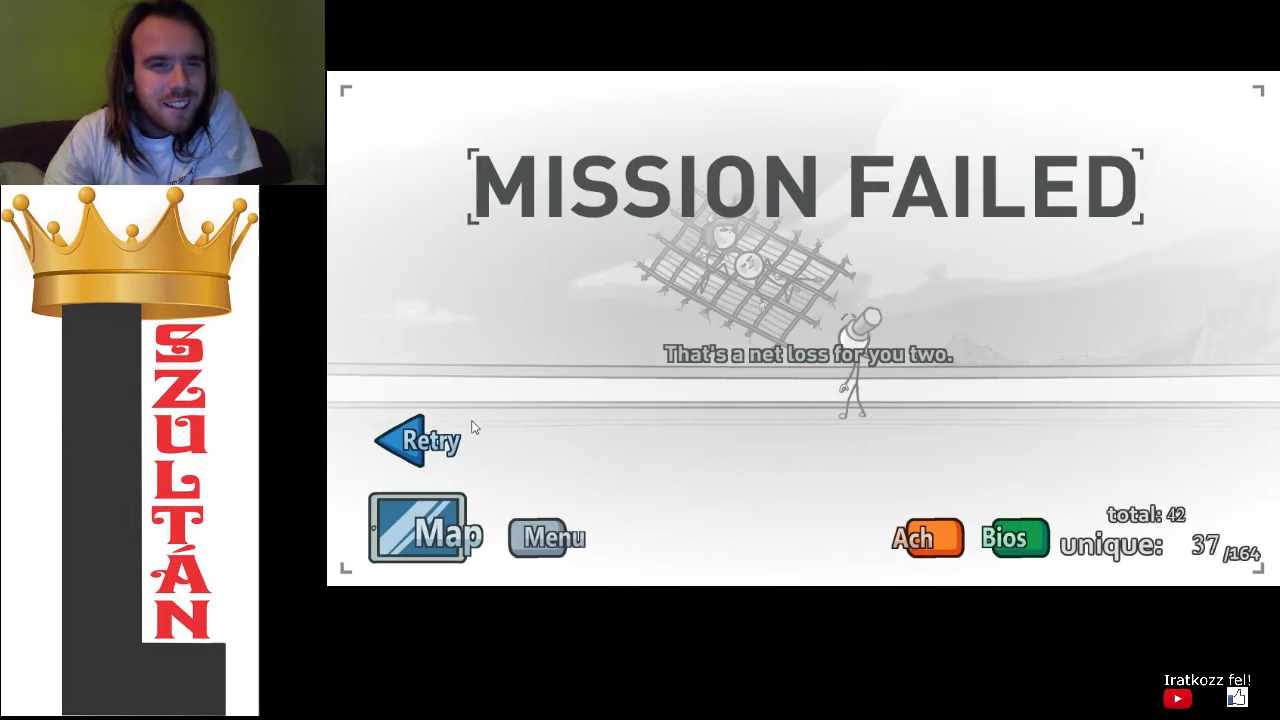 MISSION FAILED
That's a net loss for you two.
Retry
Map
Menu
Ach
Bios
total: 42
unique: 37 /164
L
SZULTÁN
Iratkozz fel!